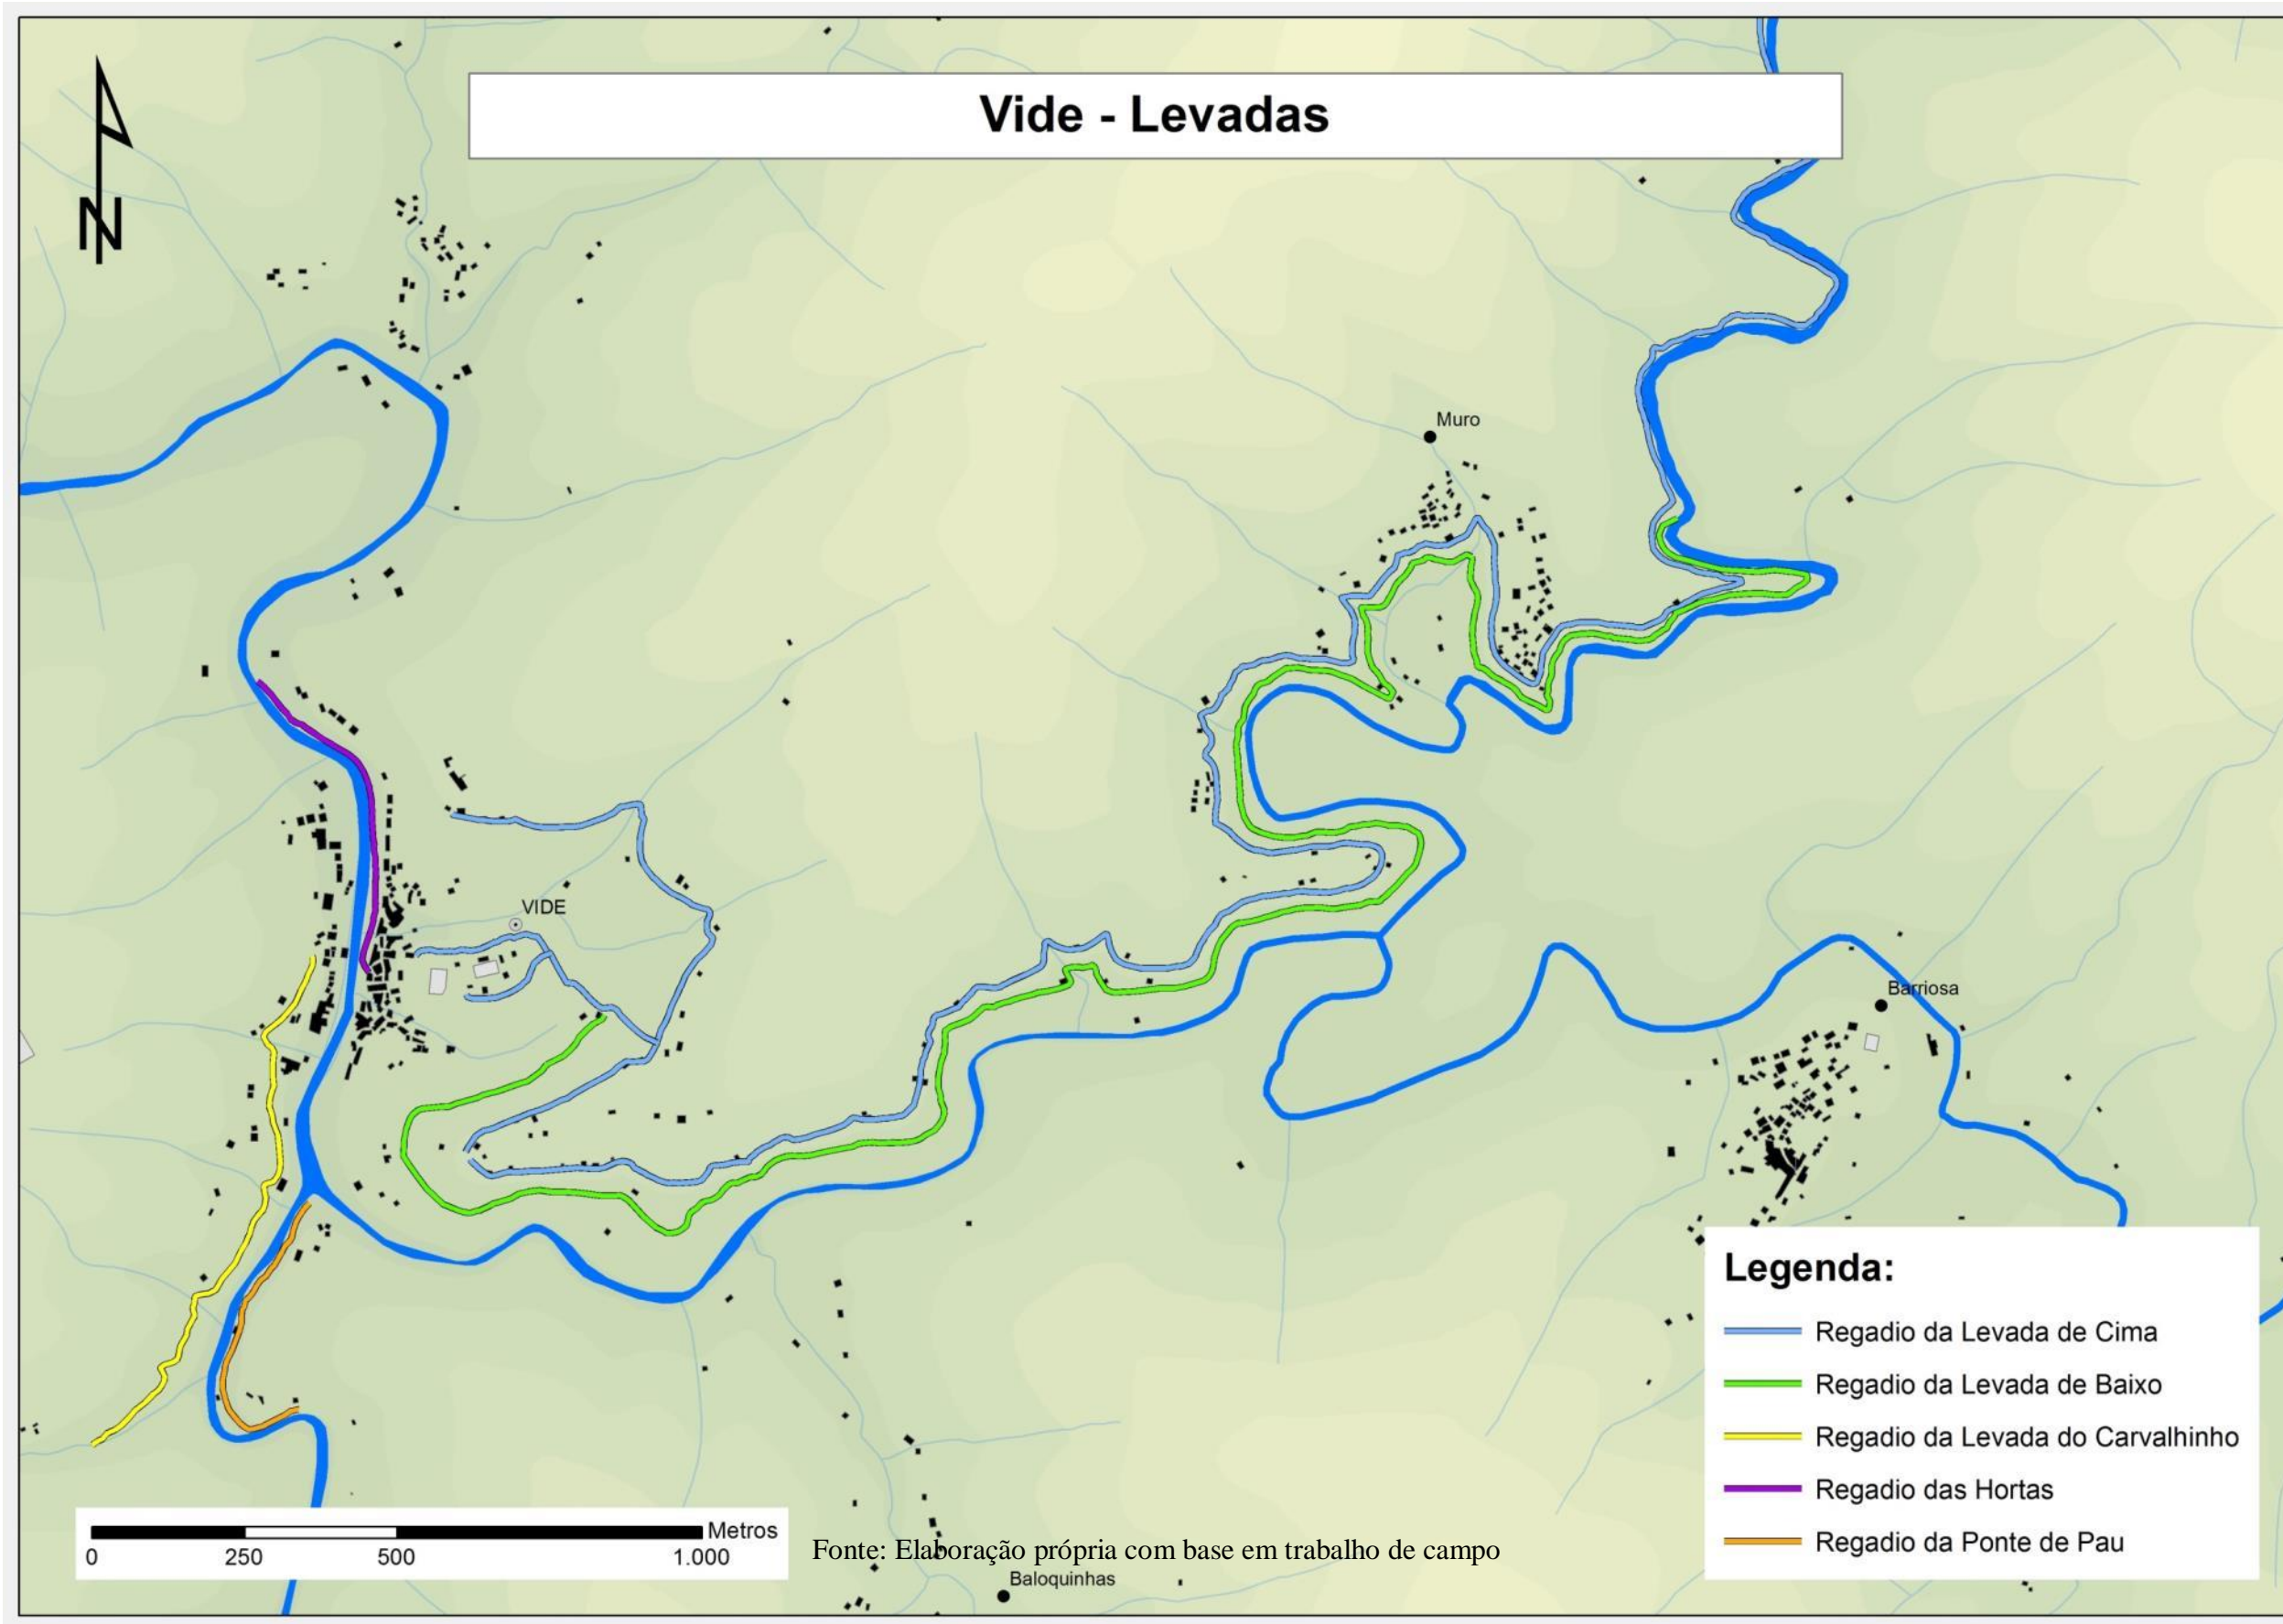 Vide - Levadas
N
Muro
VIDE
Barriosa
Legenda:
Regadio da Levada de Cima
Regadio da Levada de Baixo
Regadio da Levada do Carvalhinho
Regadio das Hortas
Regadio da Ponte de Pau
Metros
0 250 500 1.000
Fonte: Elaboração própria com base em trabalho de campo
Baloquinhas